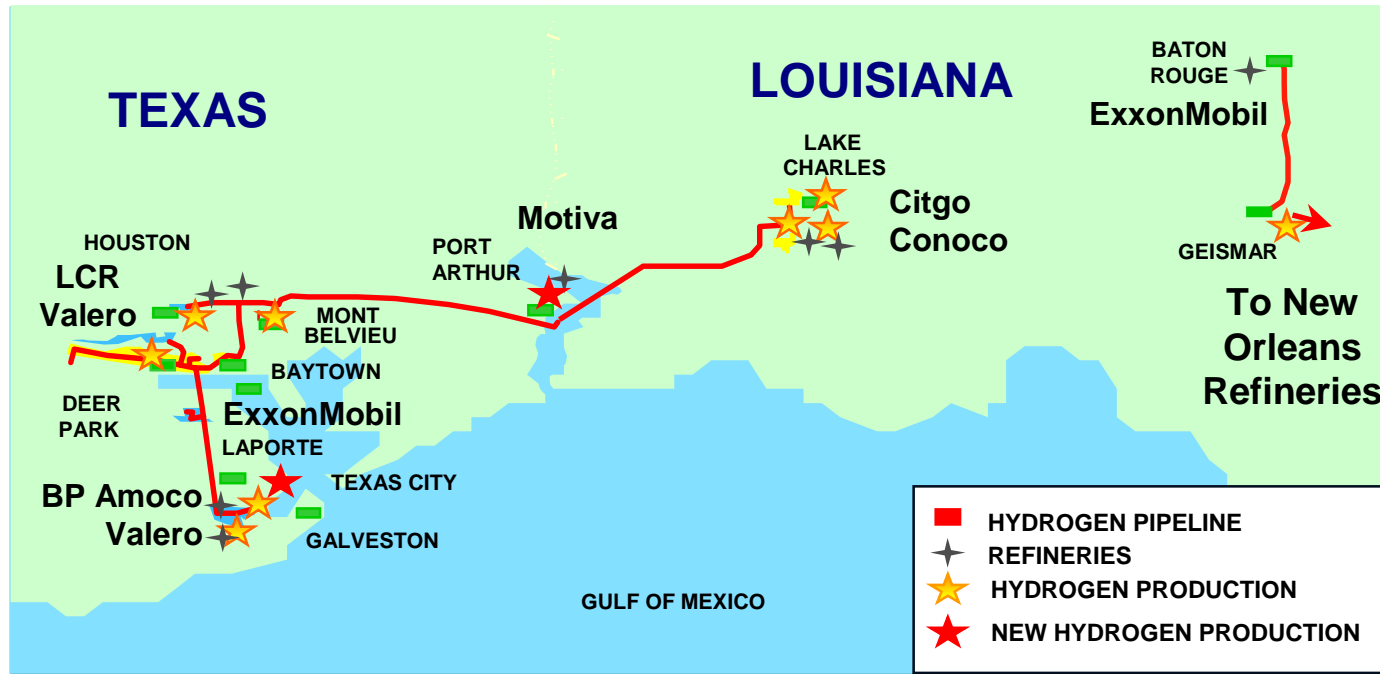 TEXAS
LOUISIANA
BATON
ROUGE
ExxonMobil
LAKE
CHARLES
Citgo
Conoco
Motiva
PORT
ARTHUR
HOUSTON
LCR
Valero
MONT
BELVIEU
BAYTOWN
GEISMAR
To New
Orleans
Refineries
DEER
PARK
ExxonMobil
LAPORTE
BP Amoco
Valero
TEXAS CITY
GALVESTON
GULF OF MEXICO
HYDROGEN PIPELINE
REFINERIES
HYDROGEN PRODUCTION
NEW HYDROGEN PRODUCTION